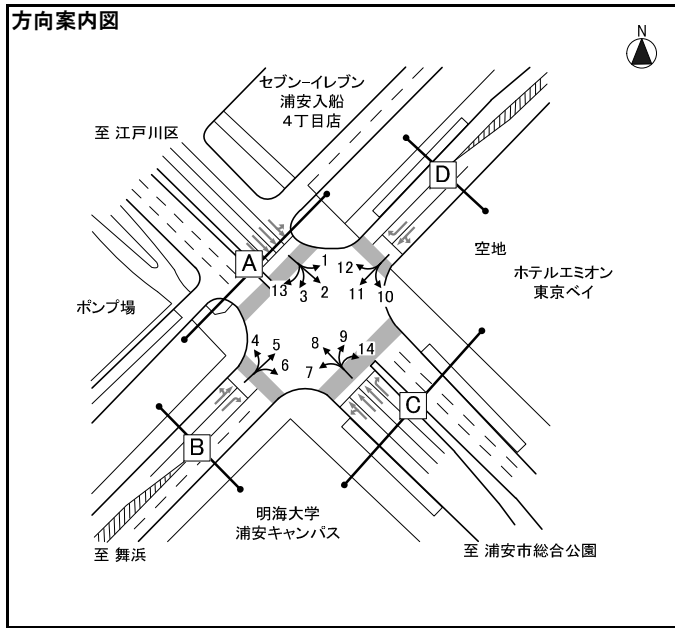 方向案内図
N
セブン-イレブン
浦安入船
4丁目店
至 江戸川区
D
空地
A
1
12
ホテルエミオン
東京ベイ
13
3
2
11
10
ポンプ場
4
5
6
8
9
14
7
C
B
明海大学
浦安キャンパス
至 舞浜
至 浦安市総合公園